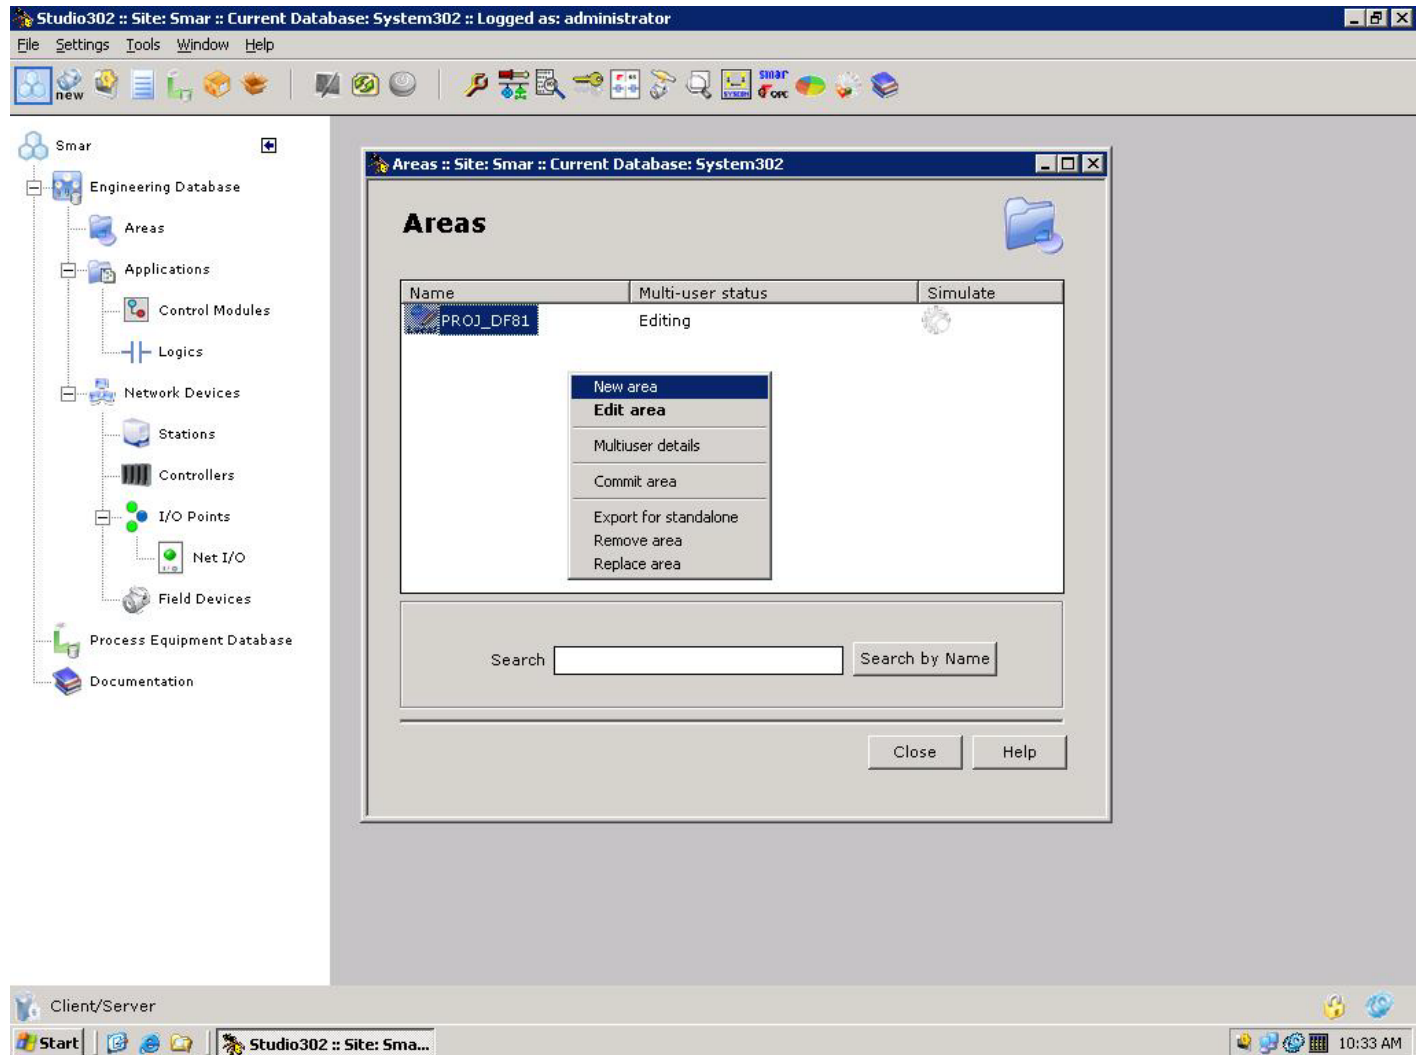 Studio302 :: Site: Smar :: Current Database: System302 :: Logged as: administrator
File Settings Tools Window Help
new
SYSTEM
smar
OPC
Smar
Engineering Database
Areas
Applications
Control Modules
Logics
Network Devices
Stations
Controllers
I/O Points
Net I/O
Field Devices
Process Equipment Database
Documentation
Areas :: Site: Smar :: Current Database: System302
Areas
Name Multi-user status Simulate
PROJ_DF81 Editing
New area
Edit area
Multiuser details
Commit area
Export for standalone
Remove area
Replace area
Search Search by Name
Close Help
Client/Server
Start Studio302 :: Site: Sma... 10:33 AM